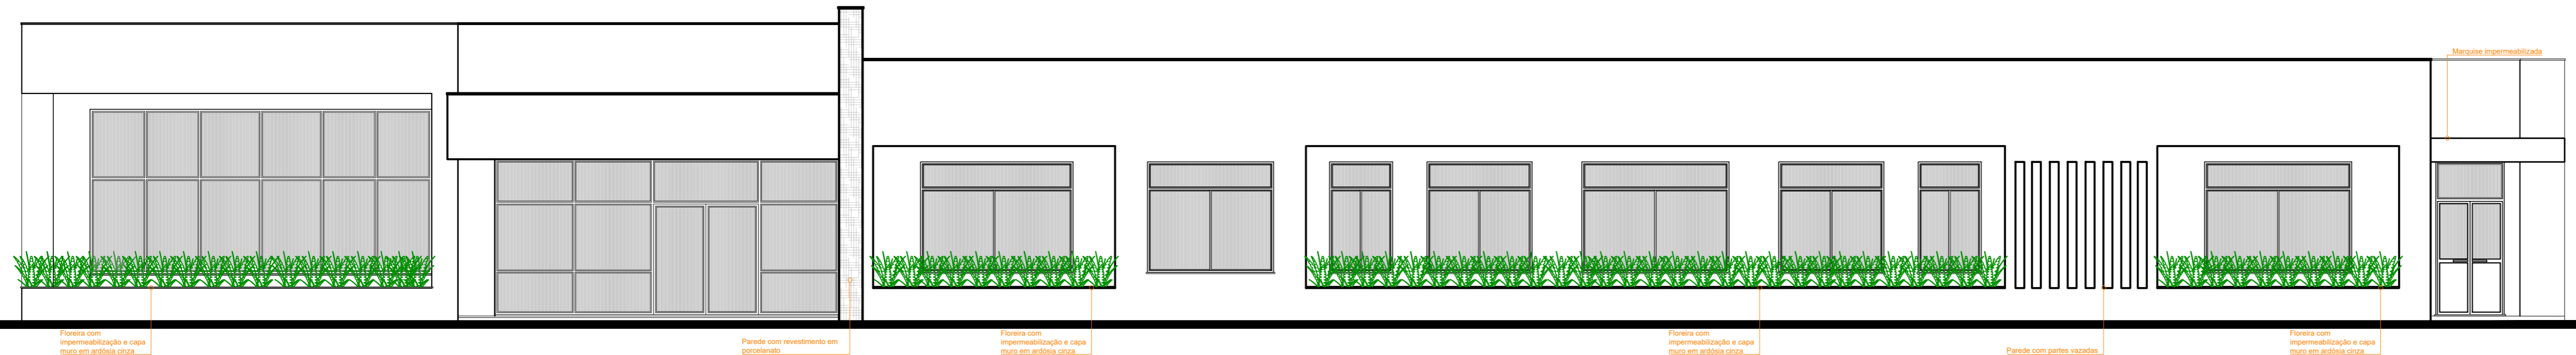 Marquise impermeabilizada
Floreira com
impermeabilização e capa
muro em ardósia cinza
Parede com revestimento em
porcelanato
Floreira com
impermeabilização e capa
muro em ardósia cinza
Floreira com
impermeabilização e capa
muro em ardósia cinza
Parede com partes vazadas
Floreira com
impermeabilização e capa
muro em ardósia cinza